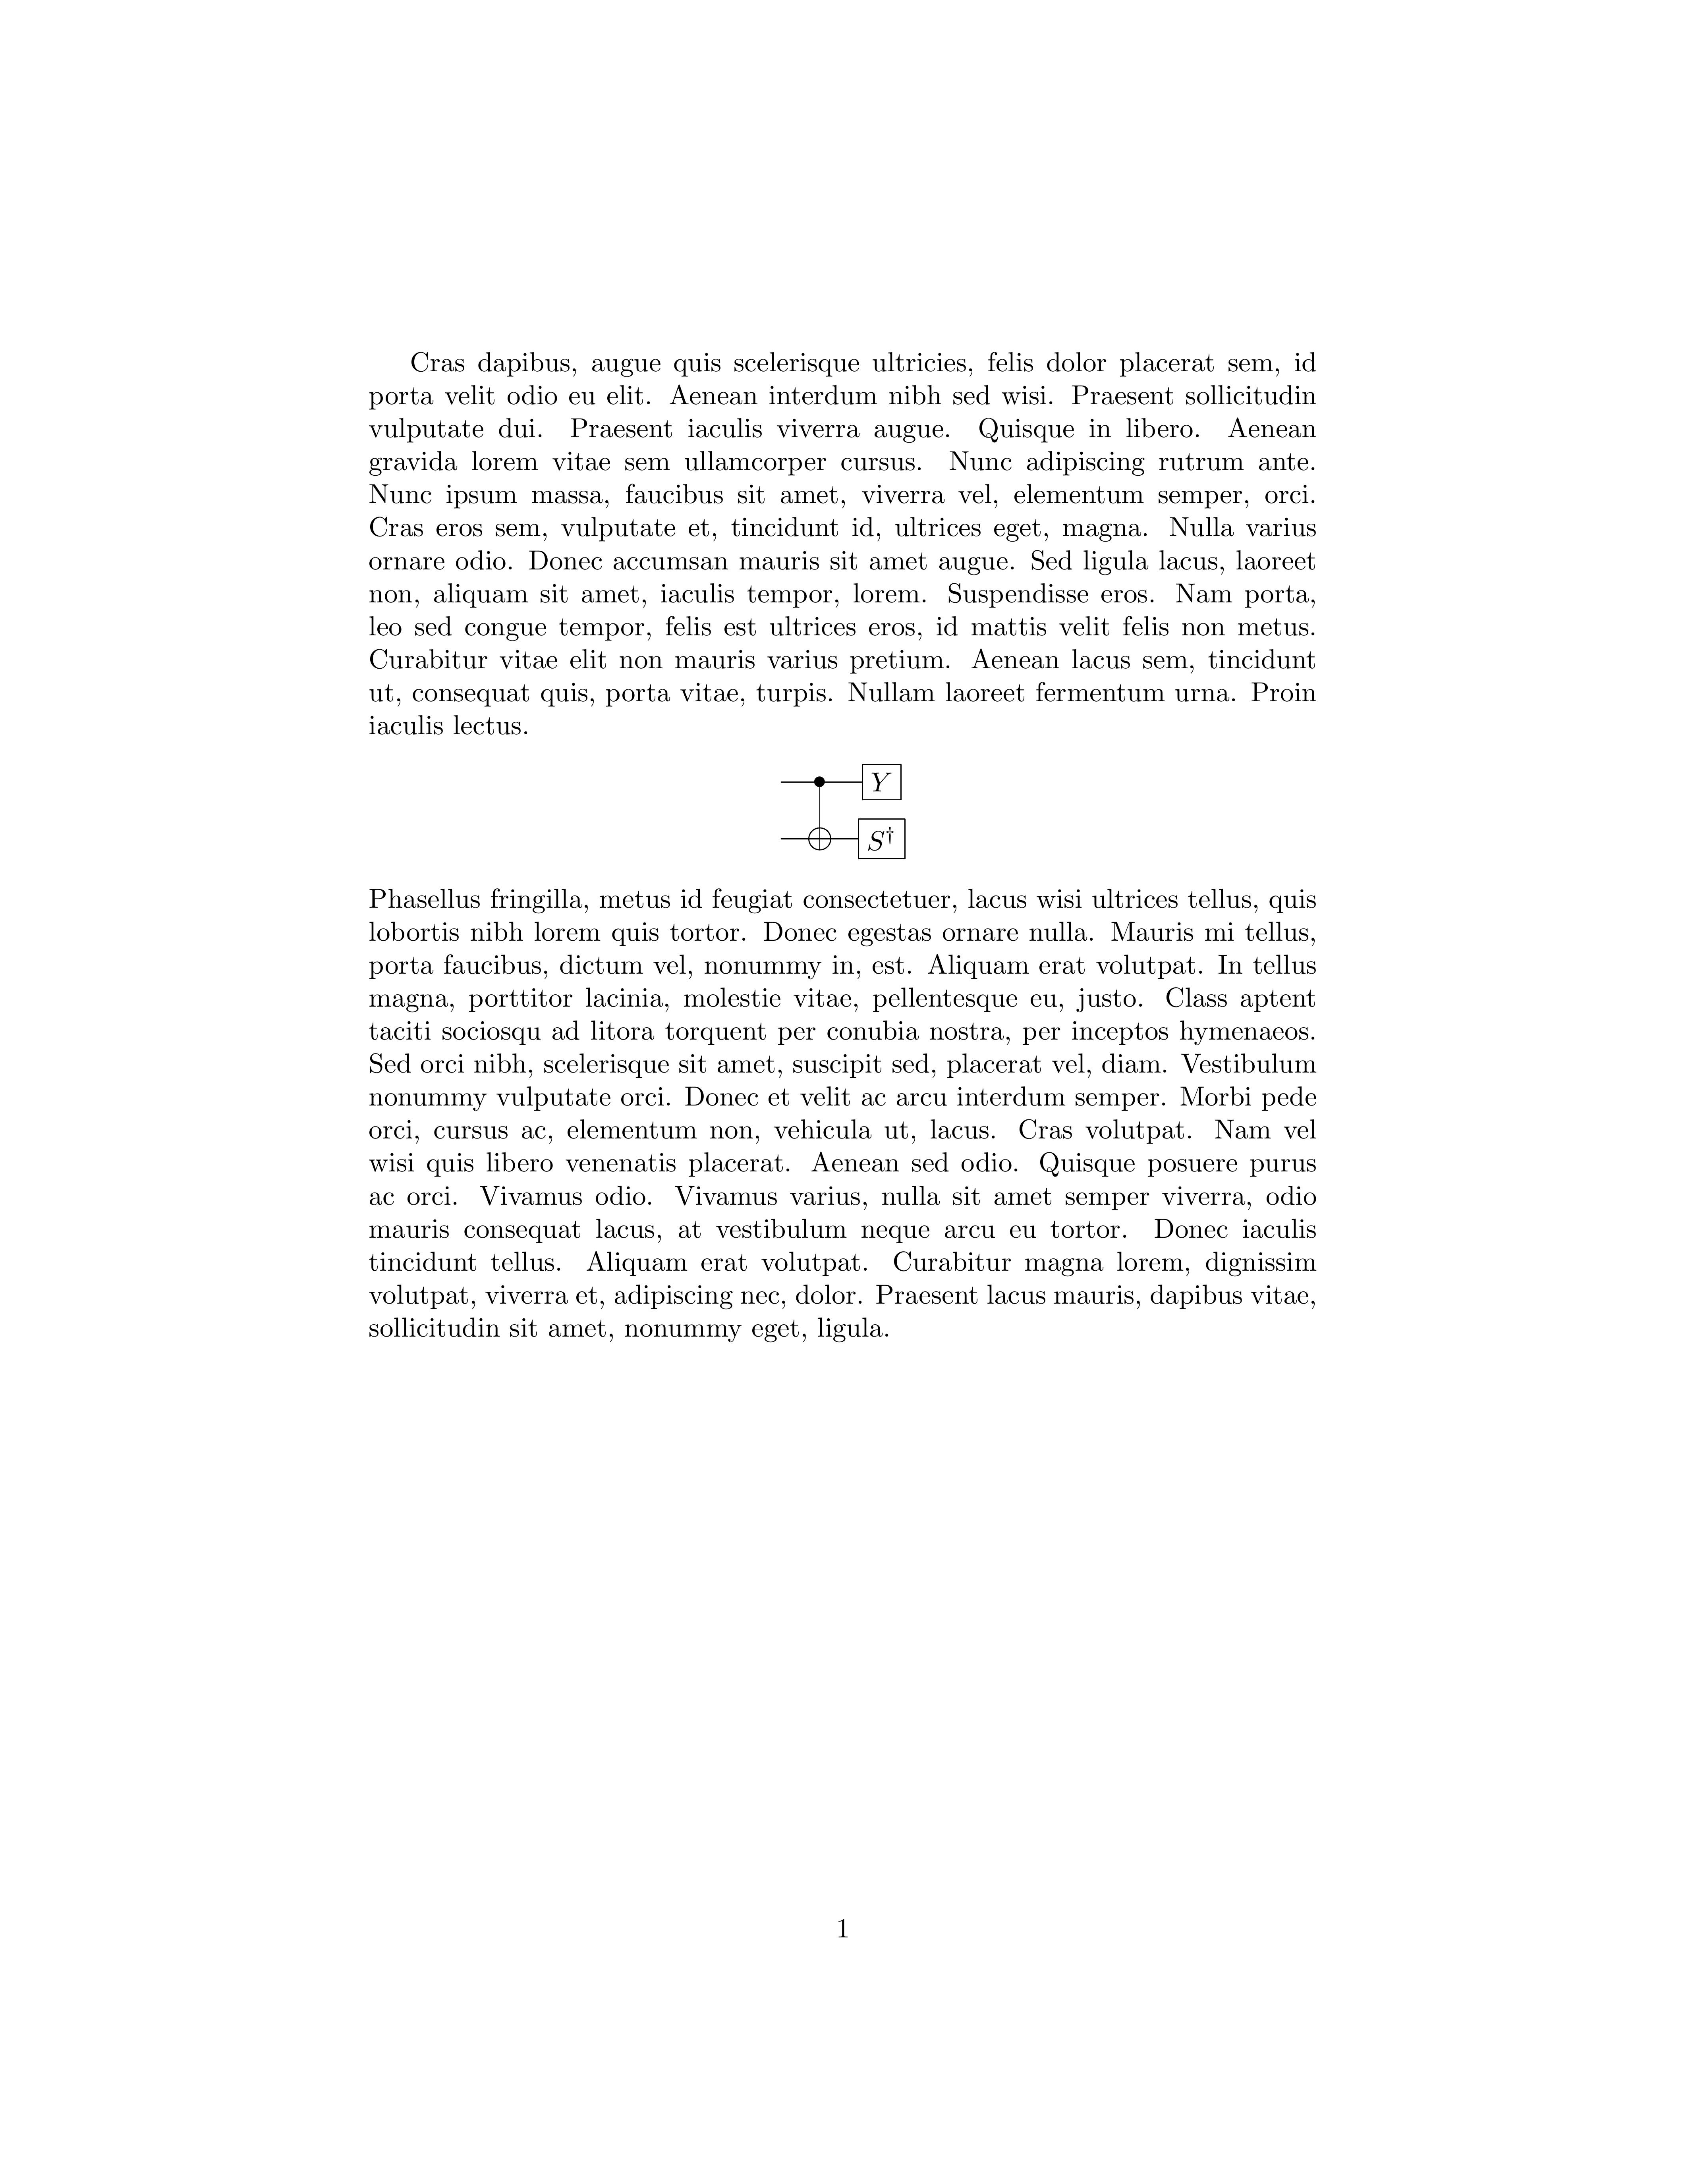 Cras dapibus, augue quis scelerisque ultricies, felis dolor placerat sem, id
porta velit odio eu elit. Aenean interdum nibh sed wisi. Praesent sollicitudin
vulputate dui. Praesent iaculis viverra augue. Quisque in libero. Aenean
gravida lorem vitae sem ullamcorper cursus. Nunc adipiscing rutrum ante.
Nunc ipsum massa, faucibus sit amet, viverra vel, elementum semper, orci.
Cras eros sem, vulputate et, tincidunt id, ultrices eget, magna. Nulla varius
ornare odio. Donec accumsan mauris sit amet augue. Sed ligula lacus, laoreet
non, aliquam sit amet, iaculis tempor, lorem. Suspendisse eros. Nam porta,
leo sed congue tempor, felis est ultrices eros, id mattis velit felis non metus.
Curabitur vitae elit non mauris varius pretium. Aenean lacus sem, tincidunt
ut, consequat quis, porta vitae, turpis. Nullam laoreet fermentum urna. Proin
iaculis lectus.
Y
S†
Phasellus fringilla, metus id feugiat consectetuer, lacus wisi ultrices tellus, quis
lobortis nibh lorem quis tortor. Donec egestas ornare nulla. Mauris mi tellus,
porta faucibus, dictum vel, nonummy in, est. Aliquam erat volutpat. In tellus
magna, porttitor lacinia, molestie vitae, pellentesque eu, justo. Class aptent
taciti sociosqu ad litora torquent per conubia nostra, per inceptos hymenaeos.
Sed orci nibh, scelerisque sit amet, suscipit sed, placerat vel, diam. Vestibulum
nonummy vulputate orci. Donec et velit ac arcu interdum semper. Morbi pede
orci, cursus ac, elementum non, vehicula ut, lacus. Cras volutpat. Nam vel
wisi quis libero venenatis placerat. Aenean sed odio. Quisque posuere purus
ac orci. Vivamus odio. Vivamus varius, nulla sit amet semper viverra, odio
mauris consequat lacus, at vestibulum neque arcu eu tortor. Donec iaculis
tincidunt tellus. Aliquam erat volutpat. Curabitur magna lorem, dignissim
volutpat, viverra et, adipiscing nec, dolor. Praesent lacus mauris, dapibus vitae,
sollicitudin sit amet, nonummy eget, ligula.
1